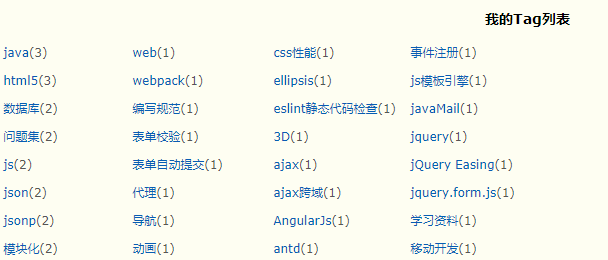 我的Tag列表
java(3) web(1) css性能(1) 事件注册(1)
html5(3) webpack(1) ellipsis(1) js模板引擎(1)
数据库(2) 编写规范(1) eslint静态代码检查(1) javaMail(1)
问题集(2) 表单校验(1) 3D(1) jquery(1)
js(2) 表单自动提交(1) ajax(1) jQuery Easing(1)
json(2) 代理(1) ajax跨域(1) jquery.form.js(1)
jsonp(2) 导航(1) AngularJs(1) 学习资料(1)
模块化(2) 动画(1) antd(1) 移动开发(1)